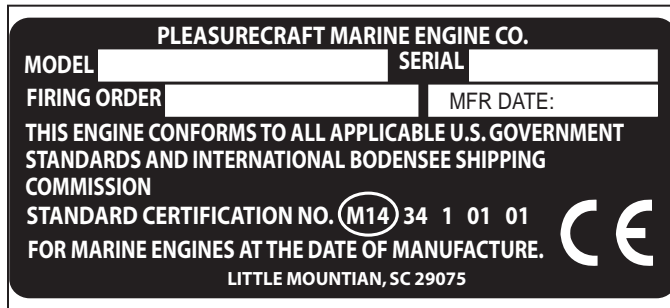 PLEASURECRAFT MARINE ENGINE CO.
MODEL SERIAL
FIRING ORDER MFR DATE:
THIS ENGINE CONFORMS TO ALL APPLICABLE U.S. GOVERNMENT
STANDARDS AND INTERNATIONAL BODENSEE SHIPPING
COMMISSION
STANDARD CERTIFICATION NO. M14 34 1 01 01
FOR MARINE ENGINES AT THE DATE OF MANUFACTURE.
CE
LITTLE MOUNTIAN, SC 29075